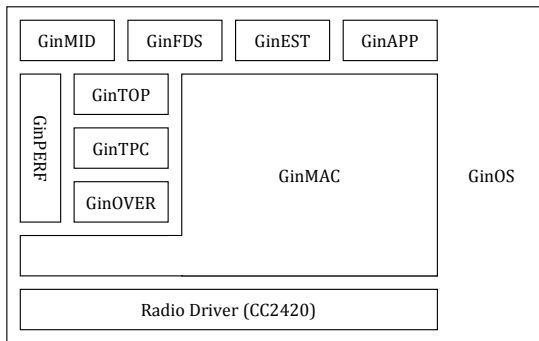 GinMID
GinFDS
GinEST
GinAPP
GinPERF
GinTOP
GinTPC
GinOVER
GinMAC
GinOS
Radio Driver (CC2420)